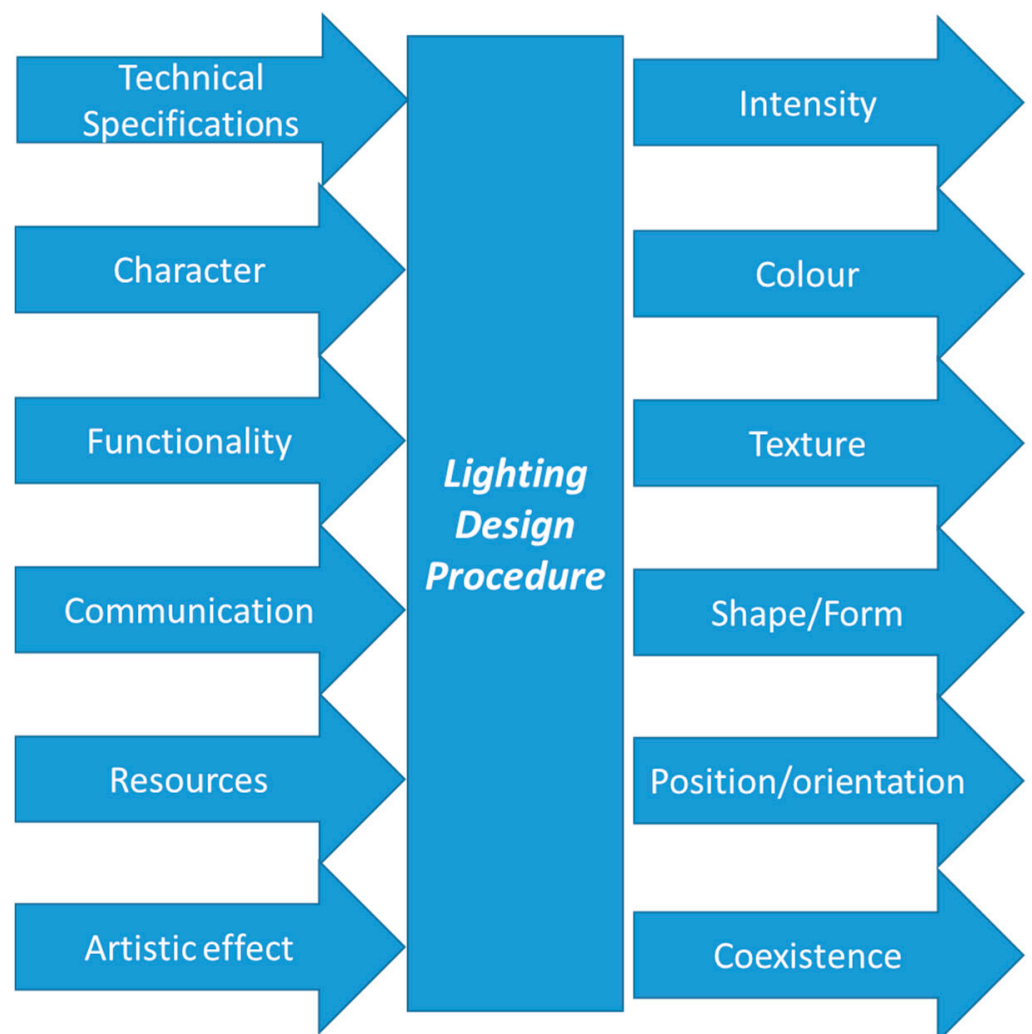 Technical
Specifications
Character
Functionality
Communication
Resources
Artistic effect
Lighting
Design
Procedure
Intensity
Colour
Texture
Shape/Form
Position/orientation
Coexistence